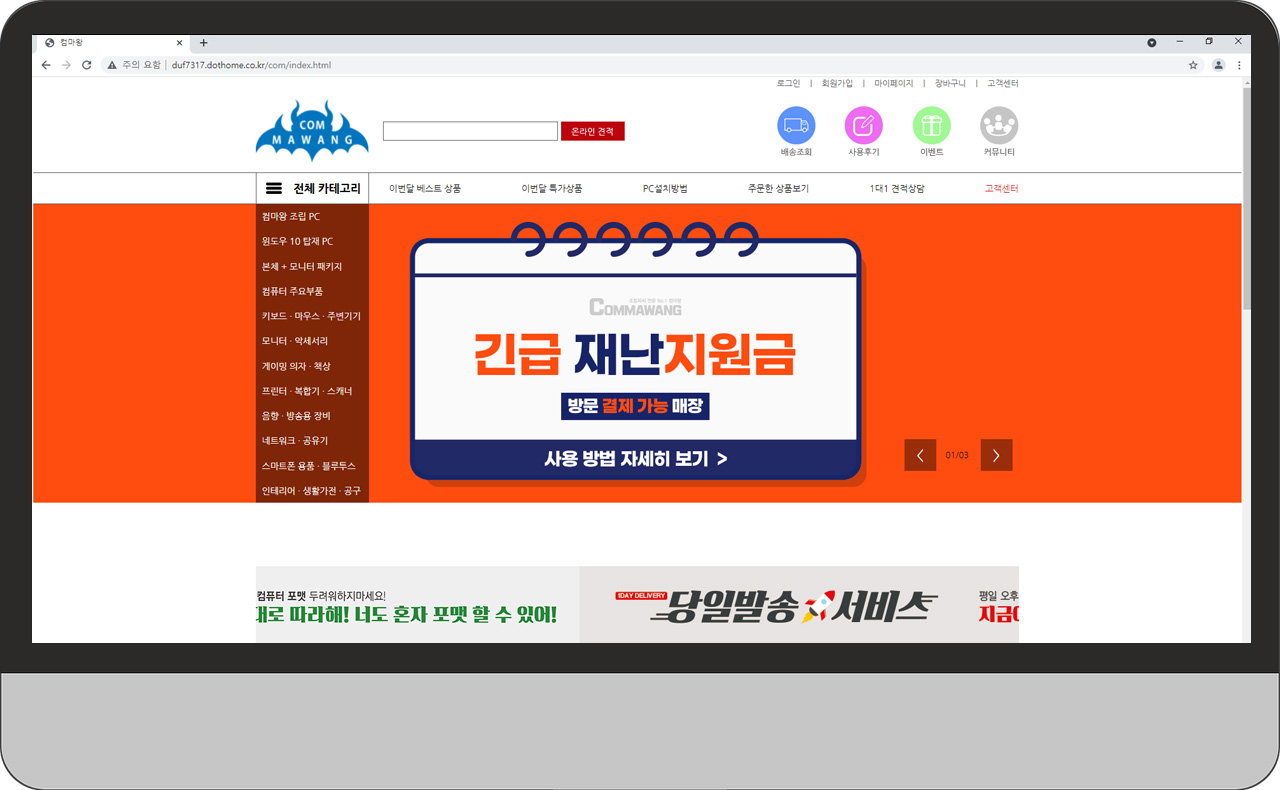 컴마왕
주의 요함 | duf7317.dothome.co.kr/com/index.html
로그인 | 회원가입 | 마이페이지 | 장바구니 | 고객센터
COM
MAWANG
온라인 견적
배송조회 사용후기 이벤트 커뮤니티
전체 카테고리 이번달 베스트 상품 이번달 특가상품 PC설치방법 주문한 상품보기 1대1 견적상담 고객센터
컴마왕 조립 PC
윈도우 10 탑재 PC
본체 + 모니터 패키지
컴퓨터 주요부품
키보드 · 마우스 · 주변기기
모니터 · 악세서리
게이밍 의자 · 책상
프린터 · 복합기 · 스캐너
음향 · 방송용 장비
네트워크 · 공유기
스마트폰 용품 · 블루투스
인테리어 · 생활가전 · 공구
COMMAWANG
긴급 재난지원금
방문 결제 가능 매장
사용 방법 자세히 보기 >
01/03
컴퓨터 포맷 두려워하지마세요!
대로 따라해! 너도 혼자 포맷 할 수 있어!
1DAY DELIVERY
당일발송 서비스
평일 오후
지금